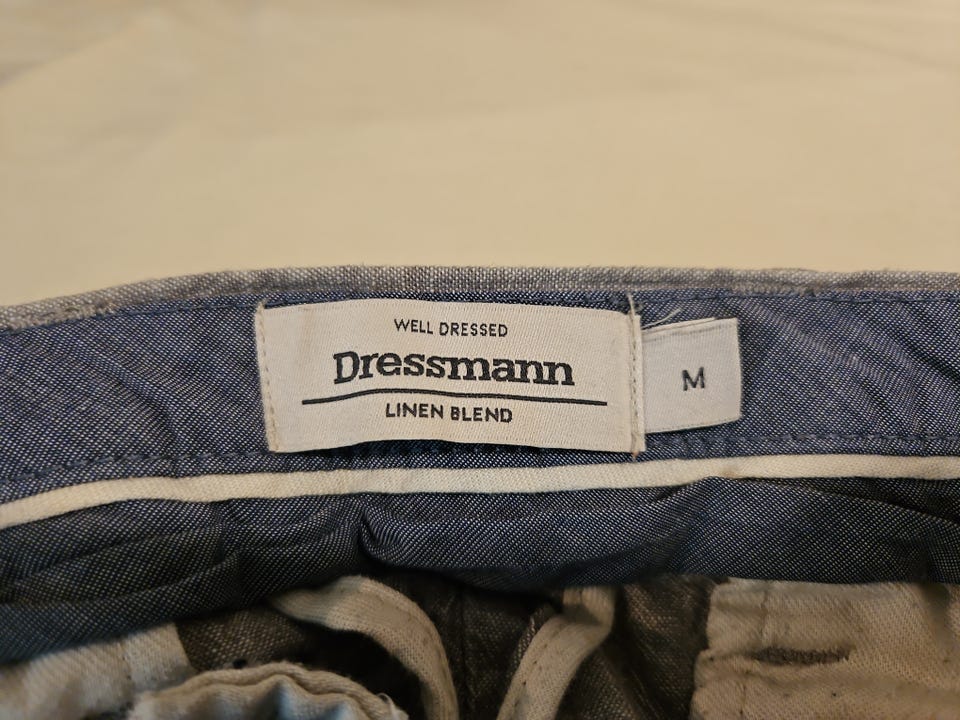 WELL DRESSED
Dressmann
LINEN BLEND
M